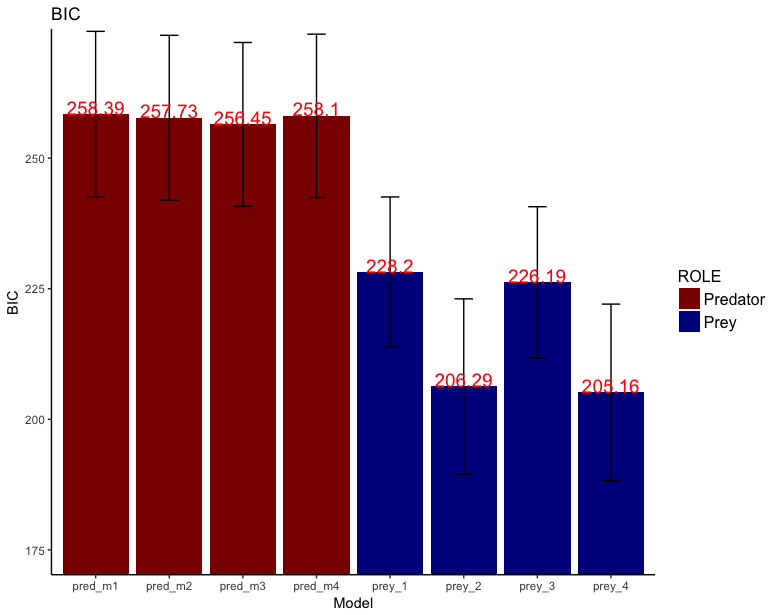 BIC
258.39 257.73 256.45 258.1
250
228.2 226.19
225
206.29 205.16
200
175
BIC
pred_m1 pred_m2 pred_m3 pred_m4 prey_1 prey_2 prey_3 prey_4
Model
ROLE
Predator
Prey